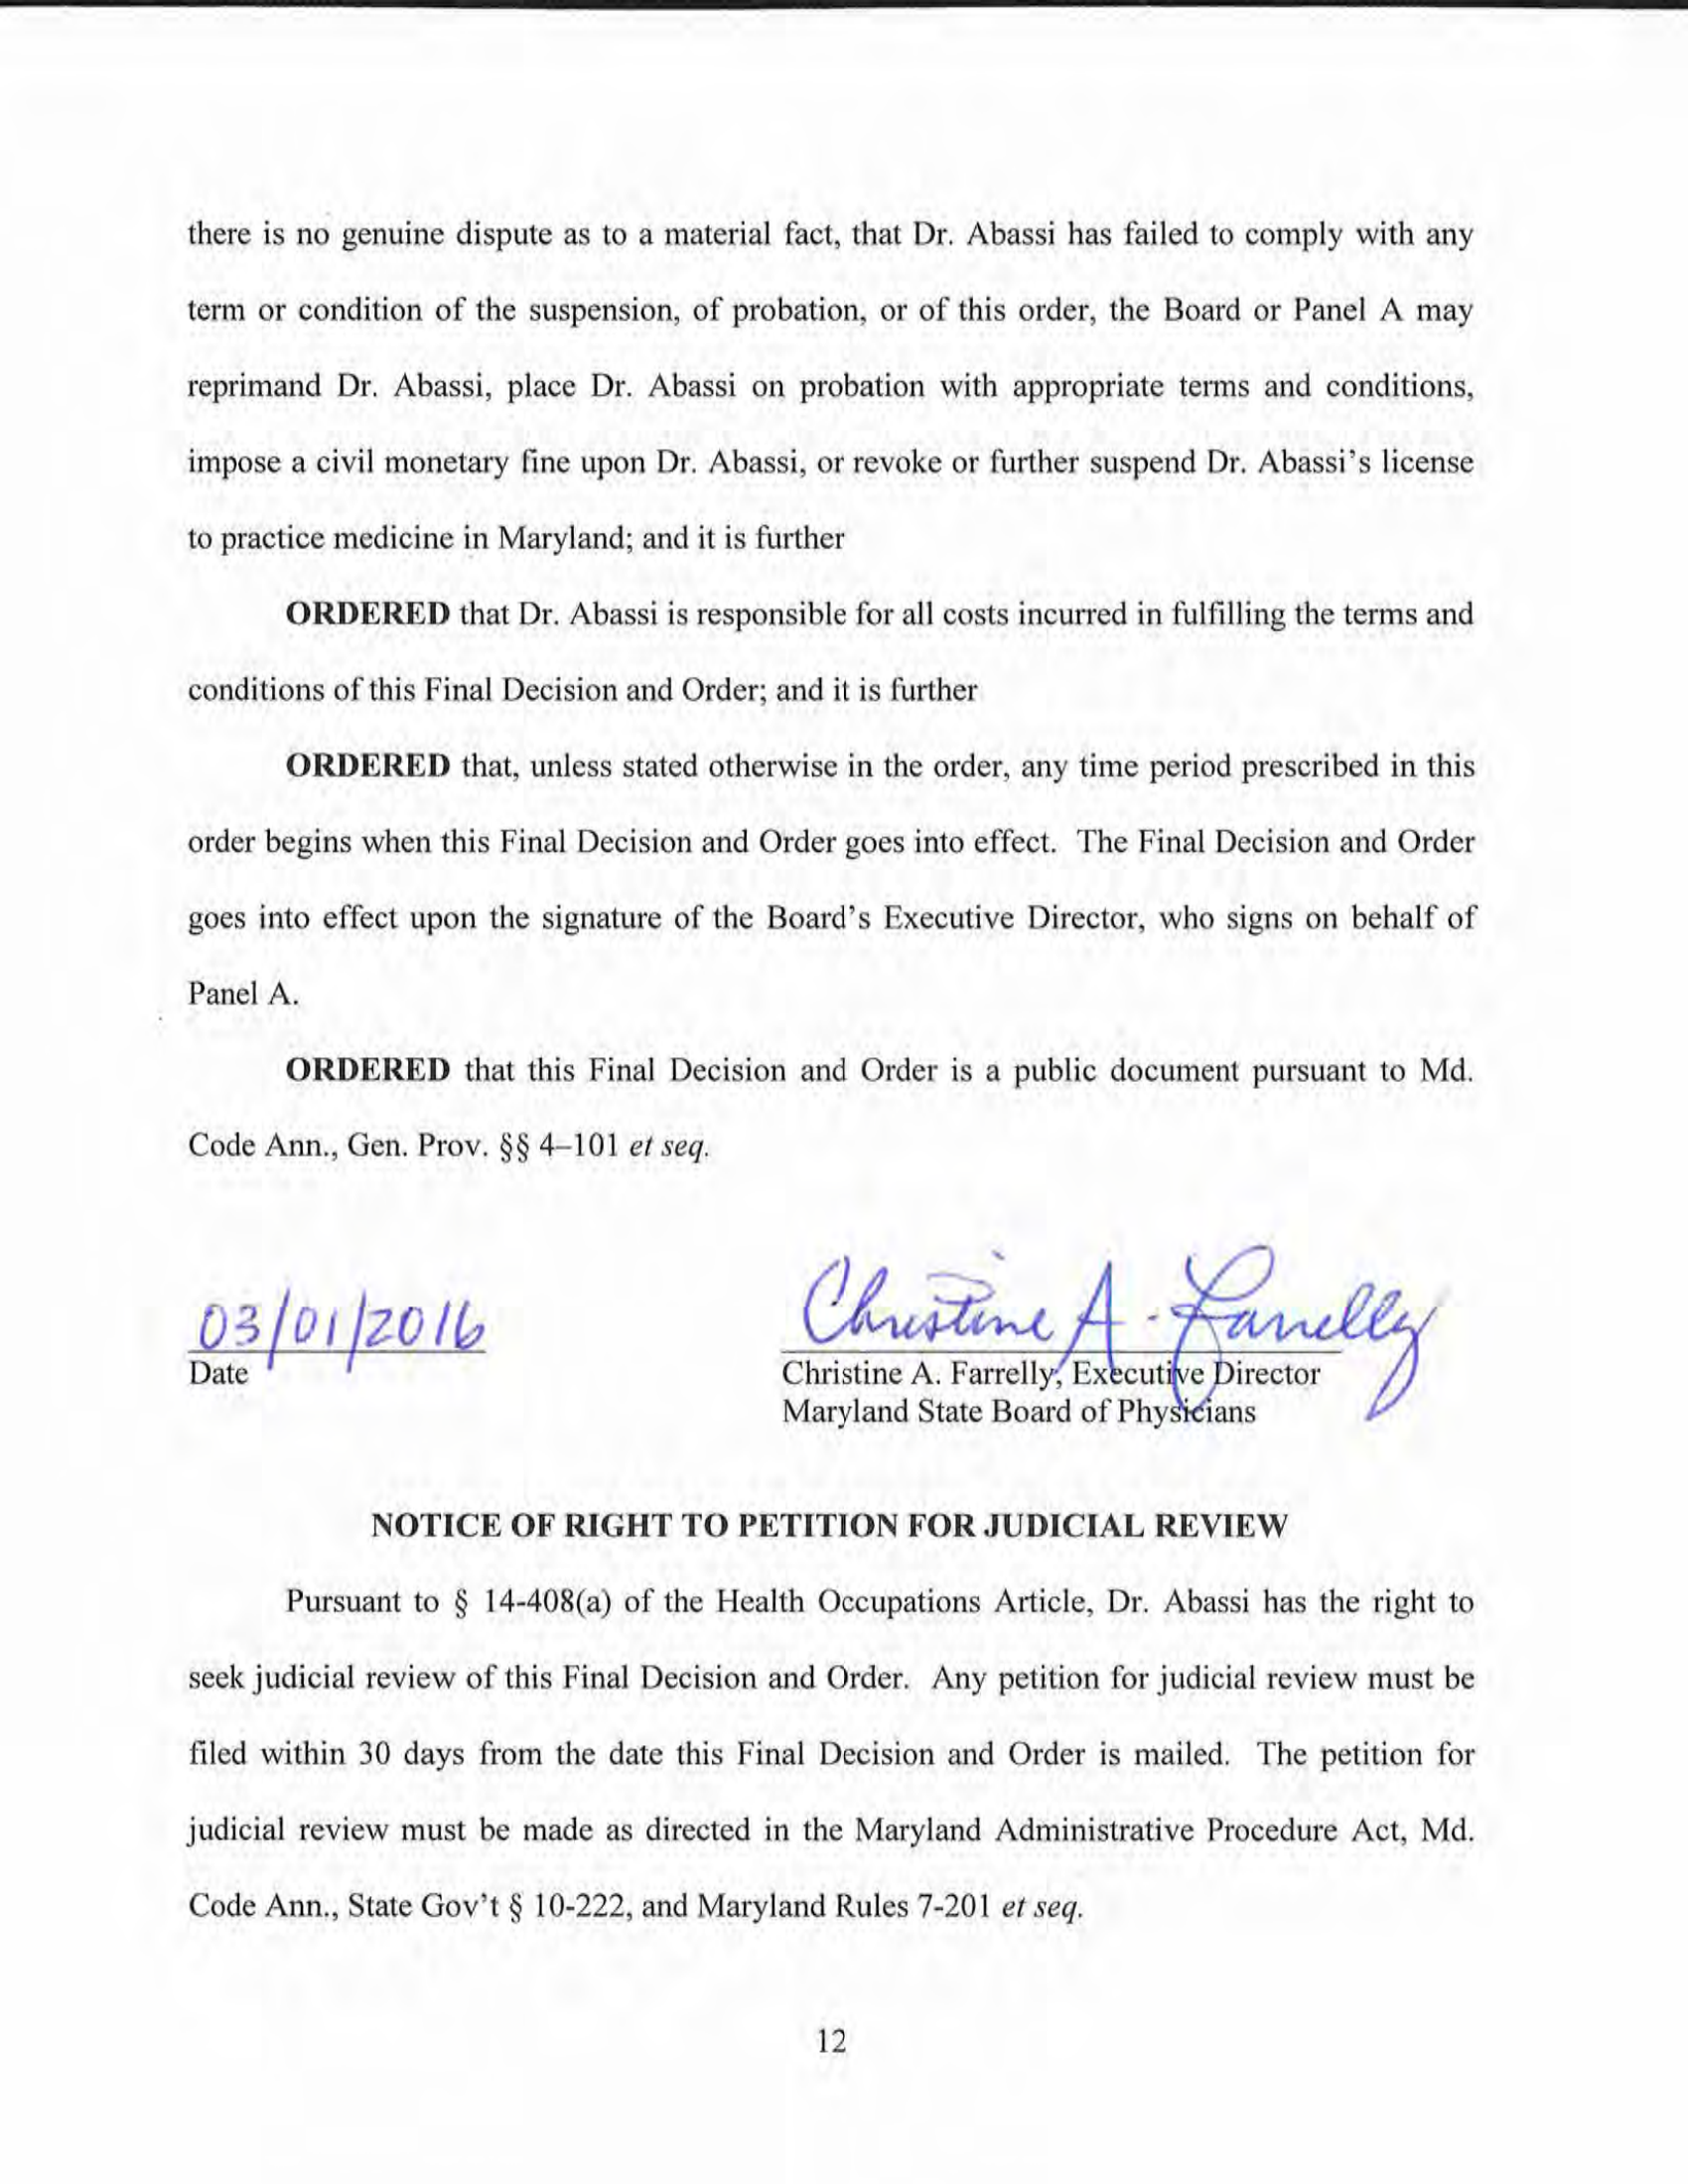 there is no genuine dispute as to a material fact, that Dr. Abassi has failed to comply with any
term or condition of the suspension, of probation, or of this order, the Board or Panel A may
reprimand Dr. Abassi, place Dr. Abassi on probation with appropriate terms and conditions,
impose a civil monetary fine upon Dr. Abassi, or revoke or further suspend Dr. Abassi's license
to practice medicine in Maryland; and it is further
ORDERED that Dr. Abassi is responsible for all costs incurred in fulfilling the terms and
conditions of this Final Decision and Order; and it is further
ORDERED that, unless stated otherwise in the order, any time period prescribed in this
order begins when this Final Decision and Order goes into effect. The Final Decision and Order
goes into effect upon the signature of the Board's Executive Director, who signs on behalf of
Panel A.
ORDERED that this Final Decision and Order is a public document pursuant to Md.
Code Ann., Gen. Prov. §§ 4–101 et seq.
03/01/2016
Date
Christine A. Farrelly
Christine A. Farrelly, Executive Director
Maryland State Board of Physicians
NOTICE OF RIGHT TO PETITION FOR JUDICIAL REVIEW
Pursuant to § 14-408(a) of the Health Occupations Article, Dr. Abassi has the right to
seek judicial review of this Final Decision and Order. Any petition for judicial review must be
filed within 30 days from the date this Final Decision and Order is mailed. The petition for
judicial review must be made as directed in the Maryland Administrative Procedure Act, Md.
Code Ann., State Gov't § 10-222, and Maryland Rules 7-201 et seq.
12